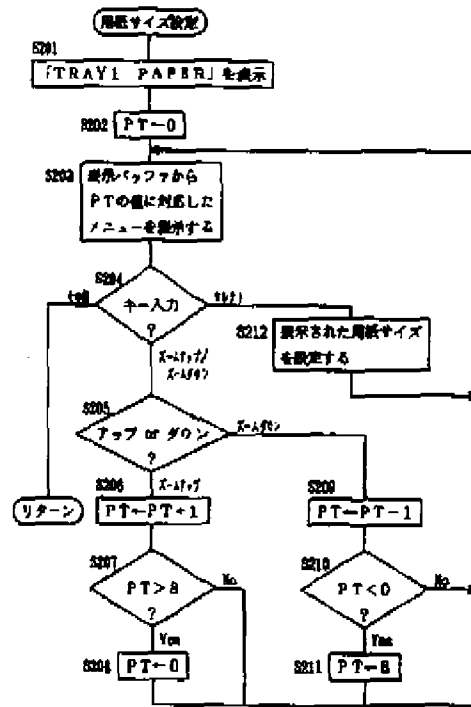 用紙サイズ設定
S201
「TRAY1 PAPER」を表示
S202
PT←0
S203
表示バッファから
PTの値に対応した
メニューを表示する
S204
キー入力
?
S212
表示された用紙サイズ
を設定する
ズームアップ/
ズームダウン
S205
アップ or ダウン
?
ズームダウン
ズームアップ
リターン
S206
PT←PT+1
S209
PT←PT-1
S207
PT>8
?
No
S210
PT<0
?
No
Yes
Yes
S208
PT←0
S211
PT←8